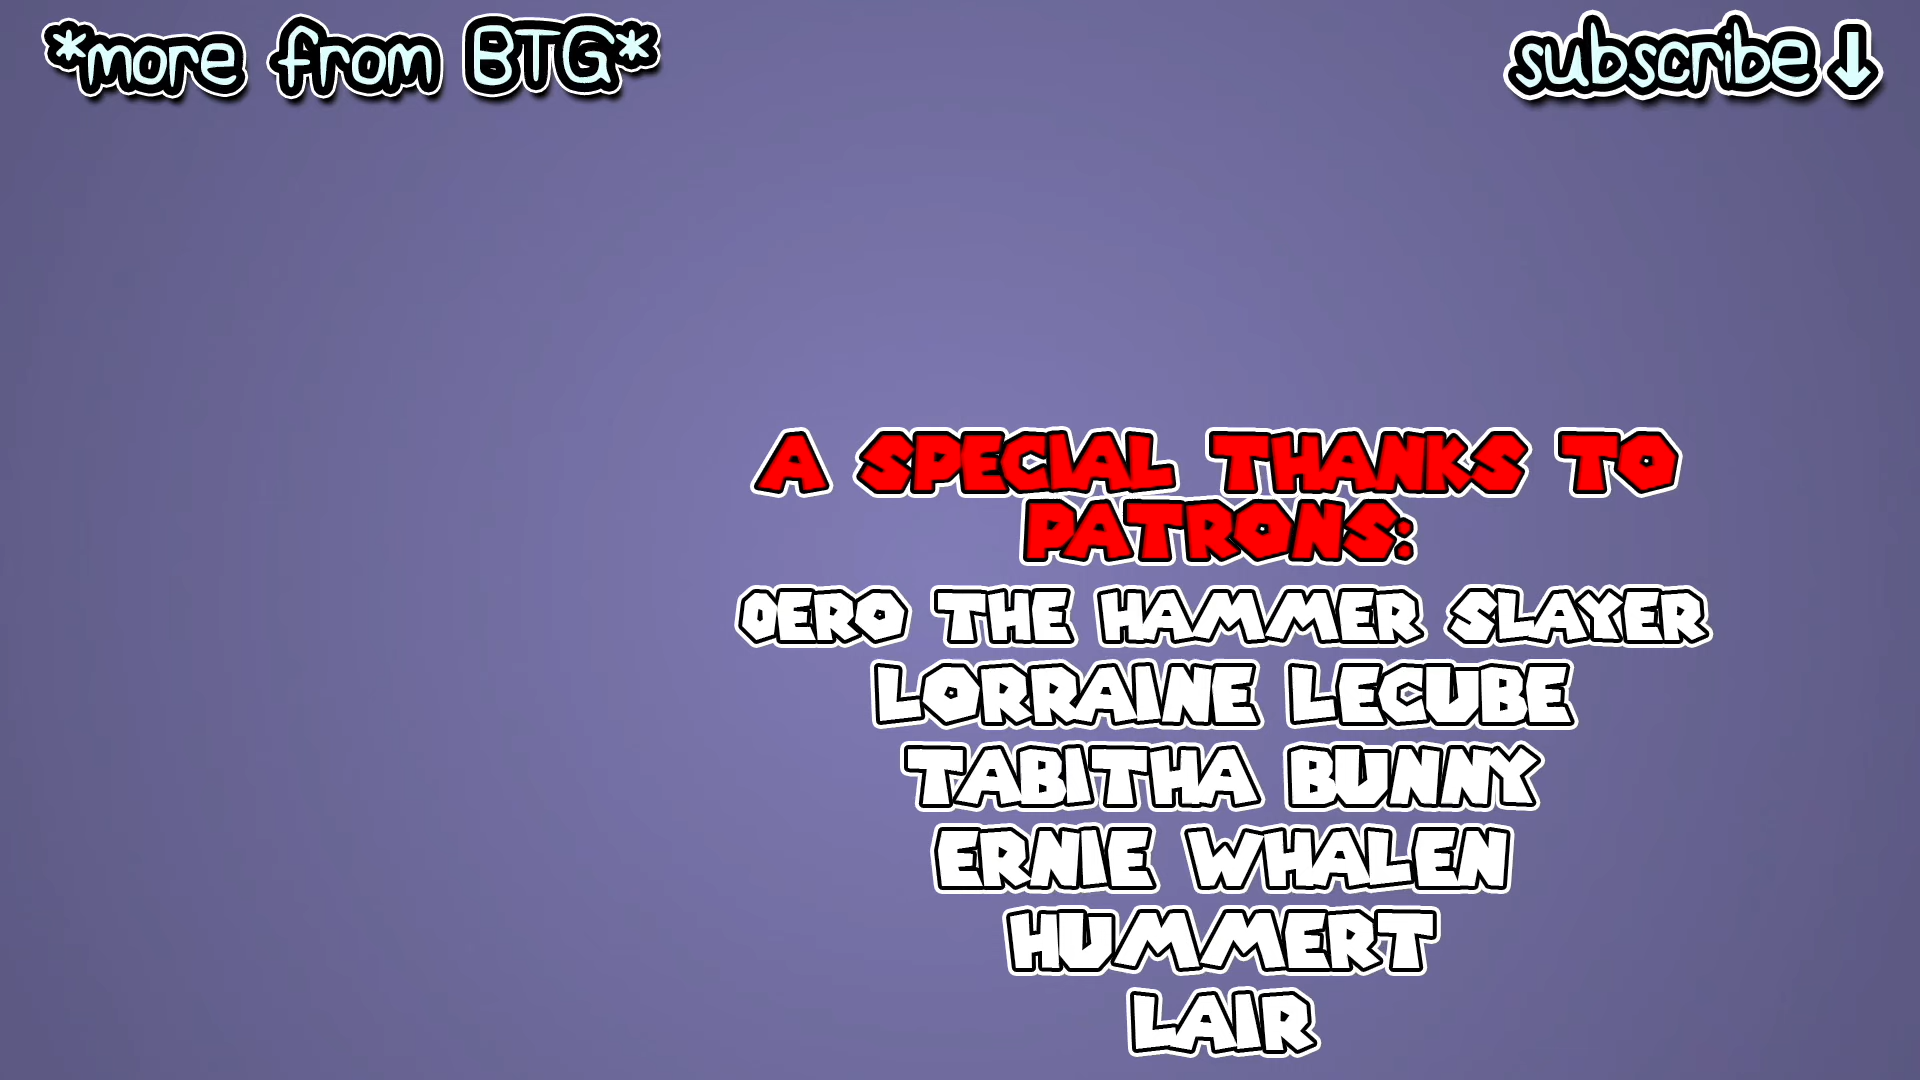 *more from BTG*
subscribe↓
A SPECIAL THANKS TO
PATRONS:
0ERO THE HAMMER SLAYER
LORRAINE LECUBE
TABITHA BUNNY
ERNIE WHALEN
HUMMERT
LAIR